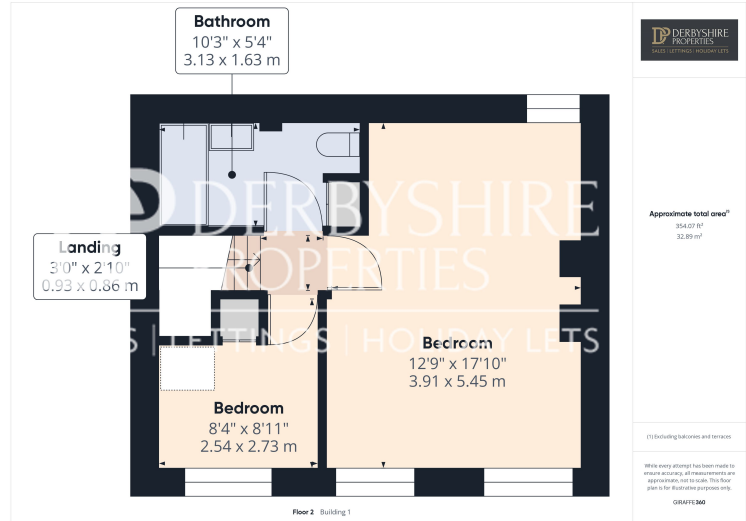 Bathroom
10'3" x 5'4"
3.13 x 1.63 m
Landing
3'0" x 2'10"
0.93 x 0.86 m
Bedroom
12'9" x 17'10"
3.91 x 5.45 m
Bedroom
8'4" x 8'11"
2.54 x 2.73 m
DERBYSHIRE
PROPERTIES
S | LETTINGS | HOLIDAY LETS
Floor 2 Building 1
DP DERBYSHIRE
PROPERTIES
SALES | LETTINGS | HOLIDAY LETS
Approximate total area⁽¹⁾
354.07 ft²
32.89 m²
(1) Excluding balconies and terraces
While every attempt has been made to
ensure accuracy, all measurements are
approximate, not to scale. This floor
plan is for illustrative purposes only.
GIRAFFE360